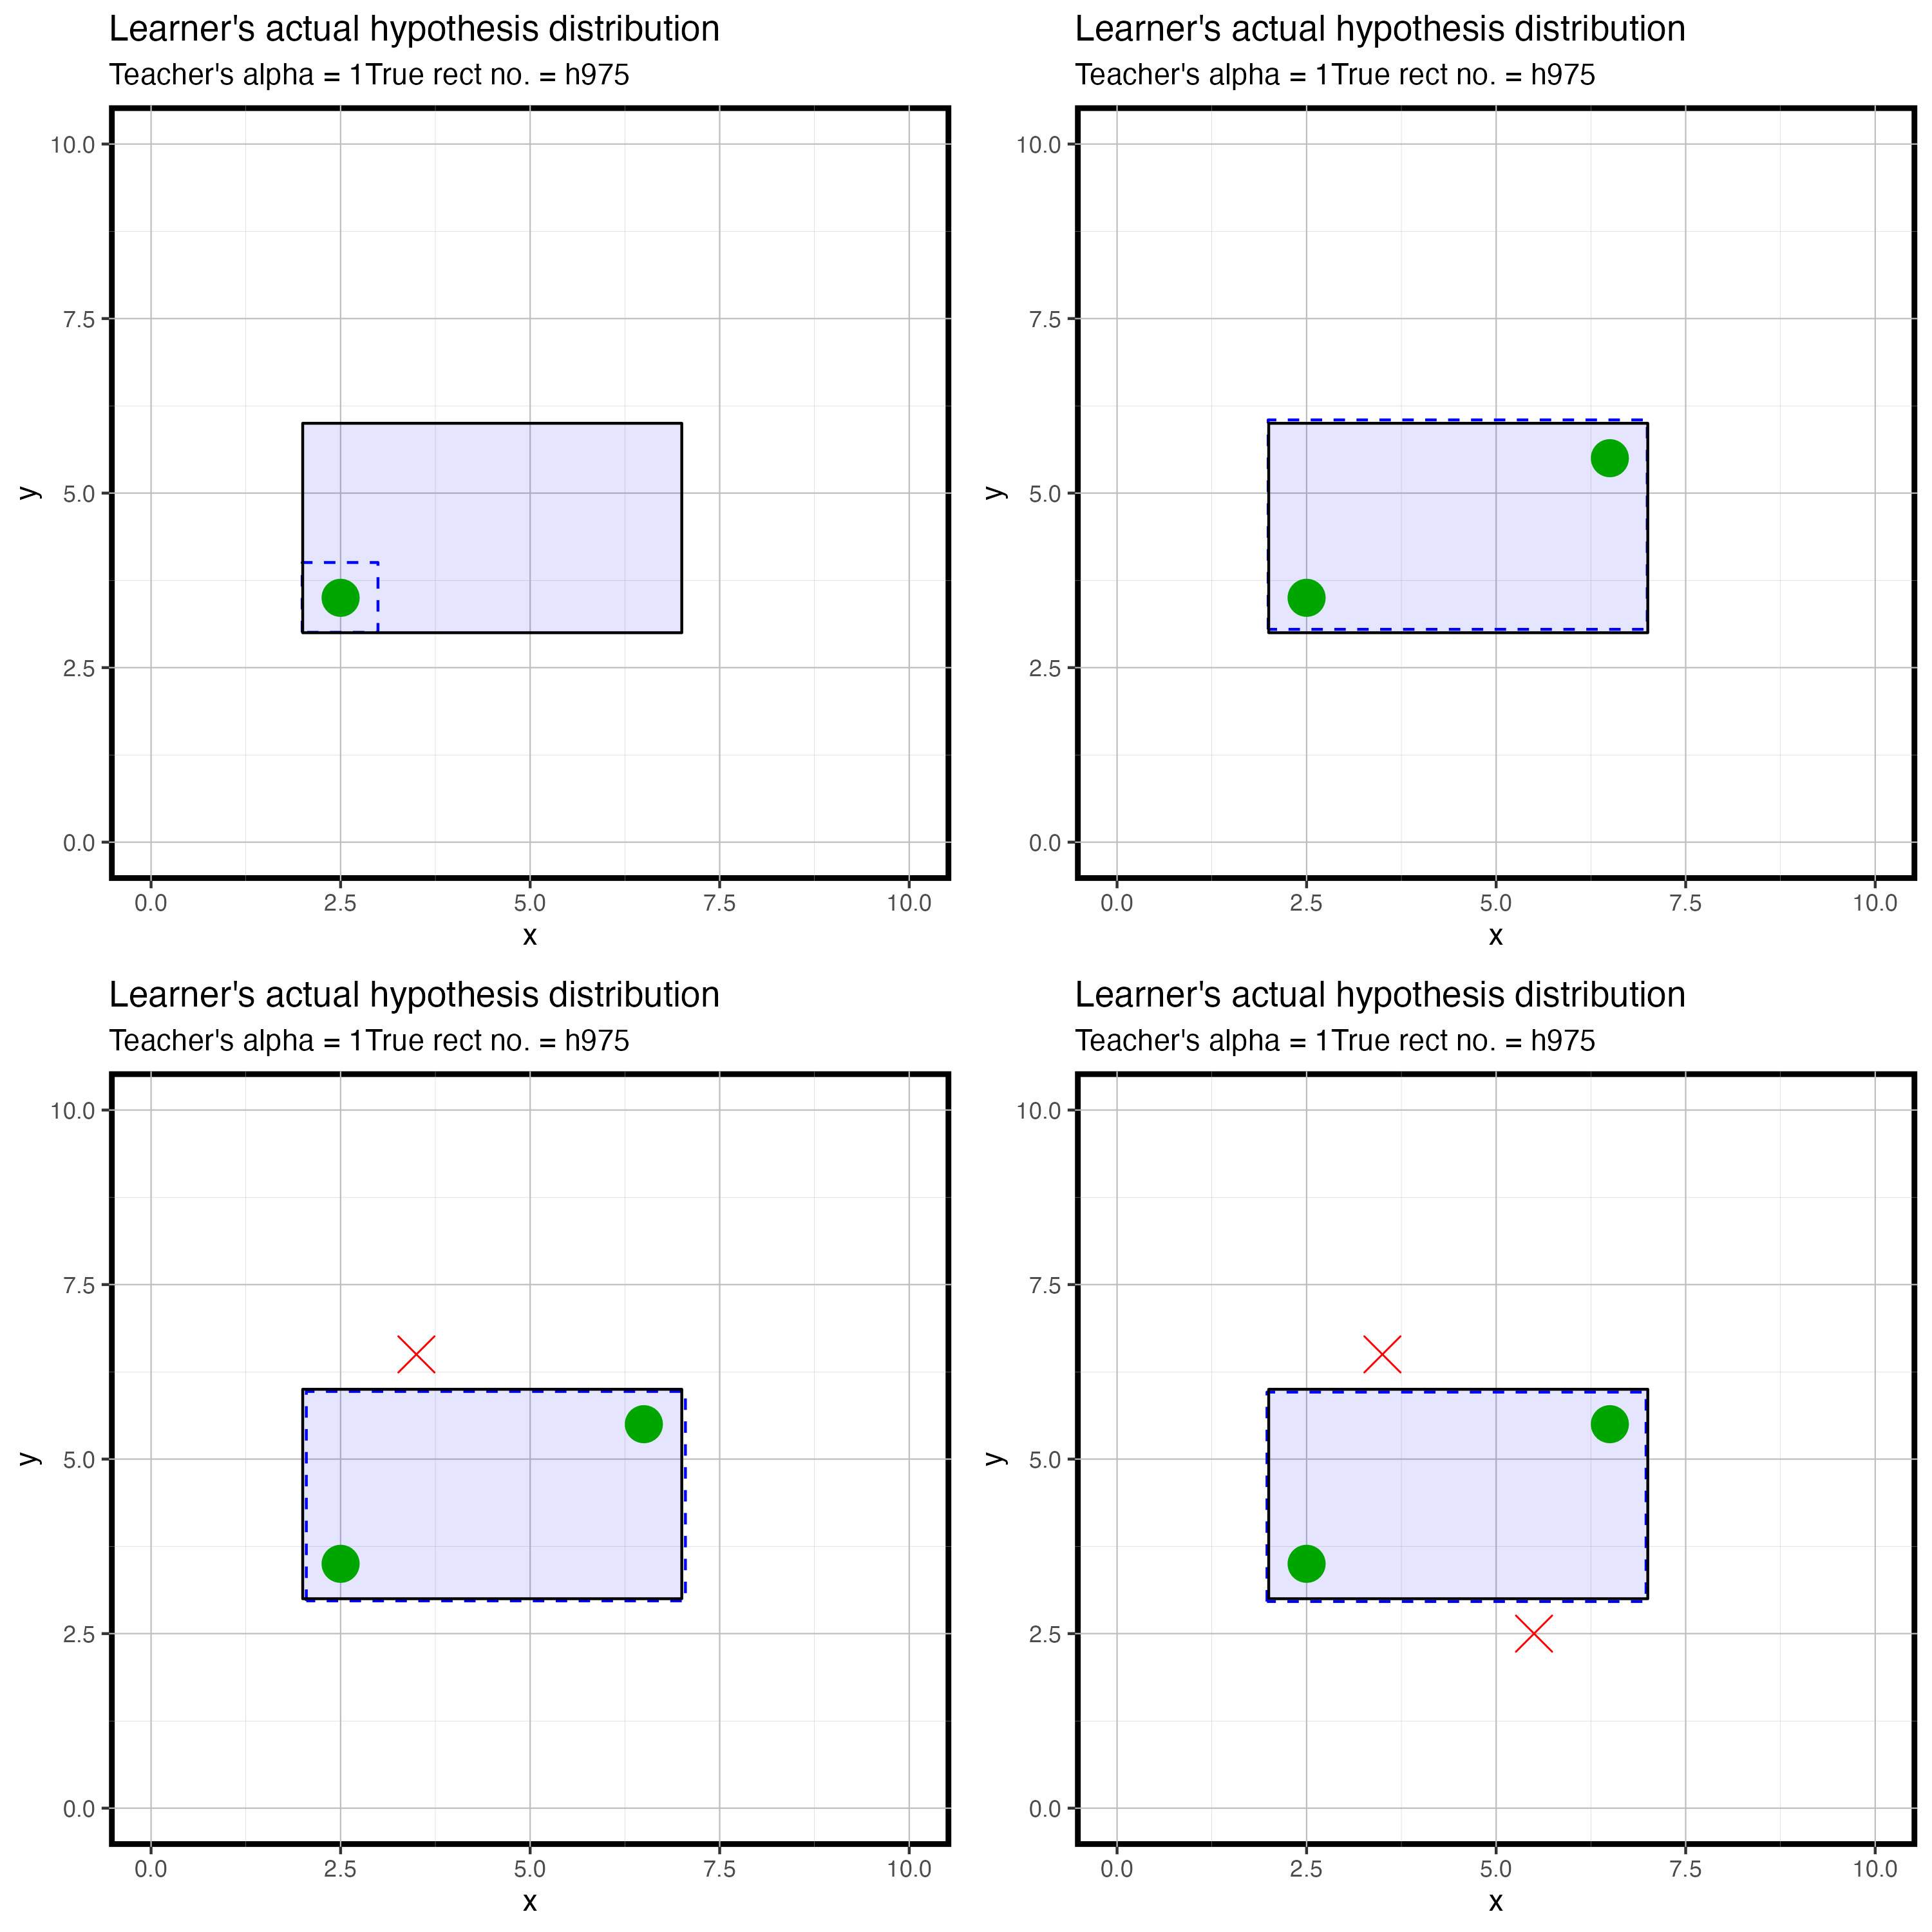 Learner's actual hypothesis distribution
Teacher's alpha = 1True rect no. = h975
10.0
7.5
5.0
2.5
0.0
y
0.0 2.5 5.0 7.5 10.0
x
Learner's actual hypothesis distribution
Teacher's alpha = 1True rect no. = h975
10.0
7.5
5.0
2.5
0.0
y
0.0 2.5 5.0 7.5 10.0
x
Learner's actual hypothesis distribution
Teacher's alpha = 1True rect no. = h975
10.0
7.5
5.0
2.5
0.0
y
0.0 2.5 5.0 7.5 10.0
x
Learner's actual hypothesis distribution
Teacher's alpha = 1True rect no. = h975
10.0
7.5
5.0
2.5
0.0
y
0.0 2.5 5.0 7.5 10.0
x